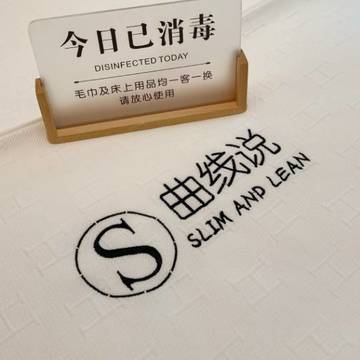 今日已消毒
DISINFECTED TODAY
毛巾及床上用品均一客一换
请放心使用
曲线说
SLIM AND LEAN
S